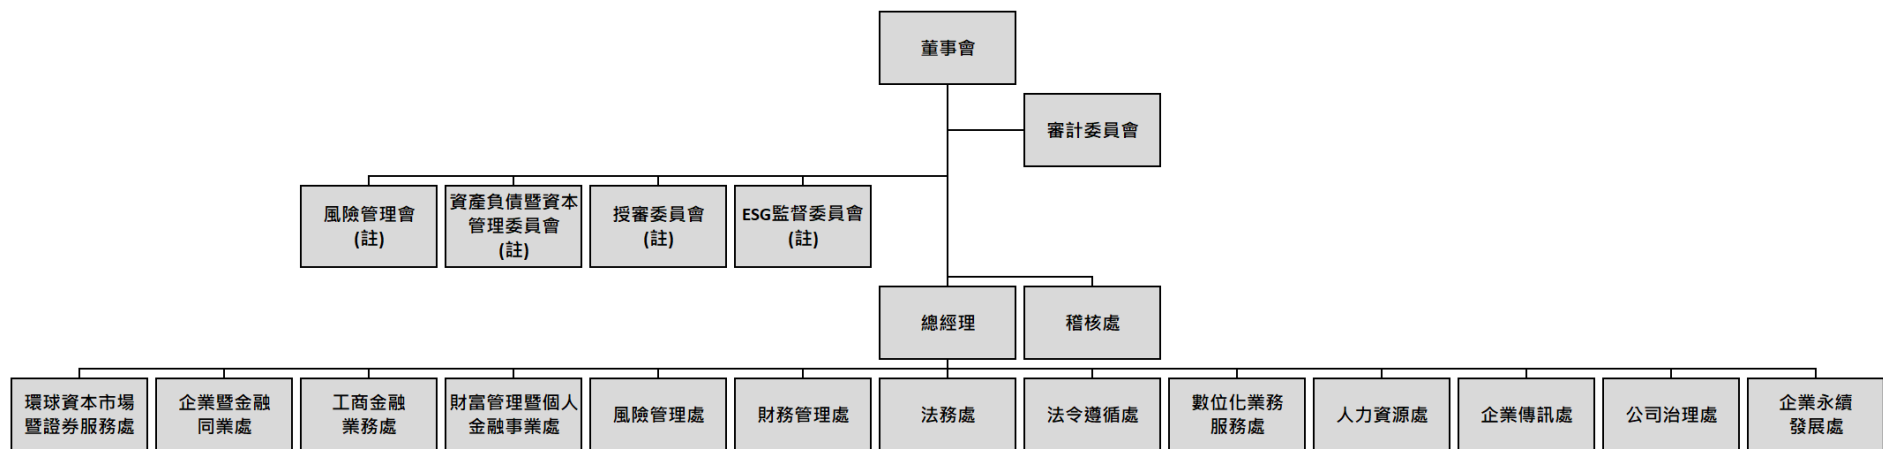 董事會
審計委員會
風險管理會
(註)
資產負債暨資本
管理委員會
(註)
授審委員會
(註)
ESG監督委員會
(註)
總經理
稽核處
環球資本市場
暨證券服務處
企業暨金融
同業處
工商金融
業務處
財富管理暨個人
金融事業處
風險管理處
財務管理處
法務處
法令遵循處
數位化業務
服務處
人力資源處
企業傳訊處
公司治理處
企業永續
發展處